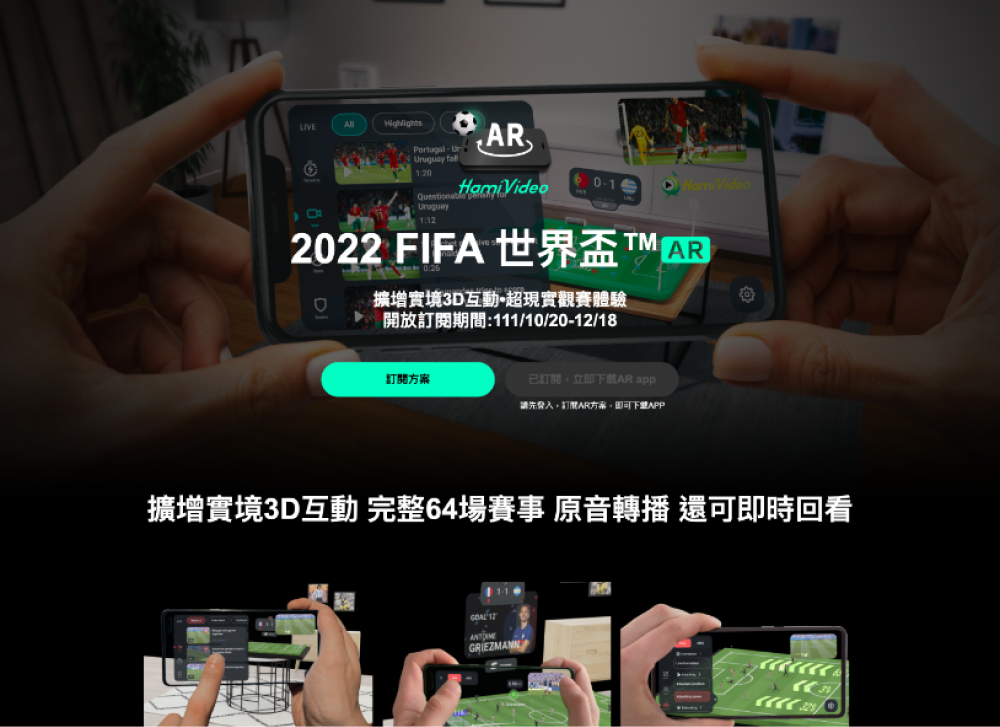 LIVE
All
Highlights
AR
Portugal - Ur
Uruguay fall
1:20
HamiVideo
0 - 1
HamiVideo
Questionable penalty for
Uruguay
1:12
2022 FIFA 世界盃™ AR
0:26
擴增實境3D互動•超現實觀賽體驗
開放訂閱期間:111/10/20-12/18
訂閱方案
已訂閱，立即下載AR app
請先登入，訂閱AR方案，即可下載APP
擴增實境3D互動 完整64場賽事 原音轉播 還可即時回看
1-1
GOAL 12'
ANTOINE
GRIEZMANN